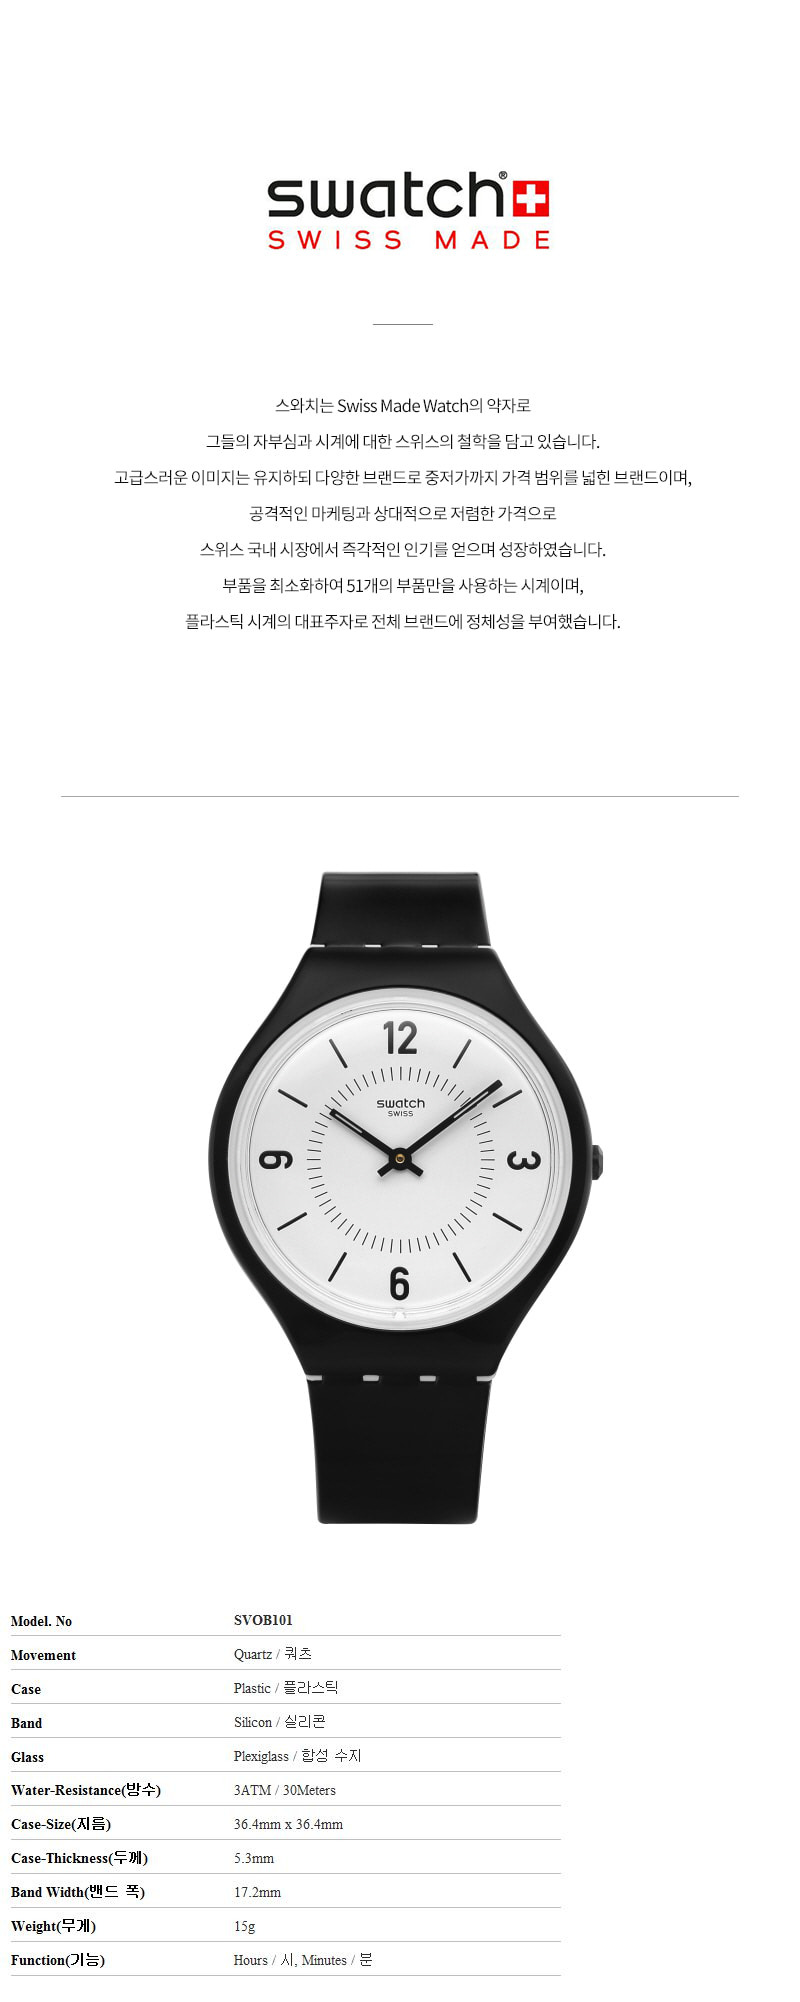 swatch®
SWISS MADE
스와치는 Swiss Made Watch의 약자로
그들의 자부심과 시계에 대한 스위스의 철학을 담고 있습니다.
고급스러운 이미지는 유지하되 다양한 브랜드로 중저가까지 가격 범위를 넓힌 브랜드이며,
공격적인 마케팅과 상대적으로 저렴한 가격으로
스위스 국내 시장에서 즉각적인 인기를 얻으며 성장하였습니다.
부품을 최소화하여 51개의 부품만을 사용하는 시계이며,
플라스틱 시계의 대표주자로 전체 브랜드에 정체성을 부여했습니다.
12
swatch
SWISS
9 3
6
Model. No SVOB101
Movement Quartz / 쿼츠
Case Plastic / 플라스틱
Band Silicon / 실리콘
Glass Plexiglass / 합성 수지
Water-Resistance(방수) 3ATM / 30Meters
Case-Size(지름) 36.4mm x 36.4mm
Case-Thickness(두께) 5.3mm
Band Width(밴드 폭) 17.2mm
Weight(무게) 15g
Function(기능) Hours / 시, Minutes / 분